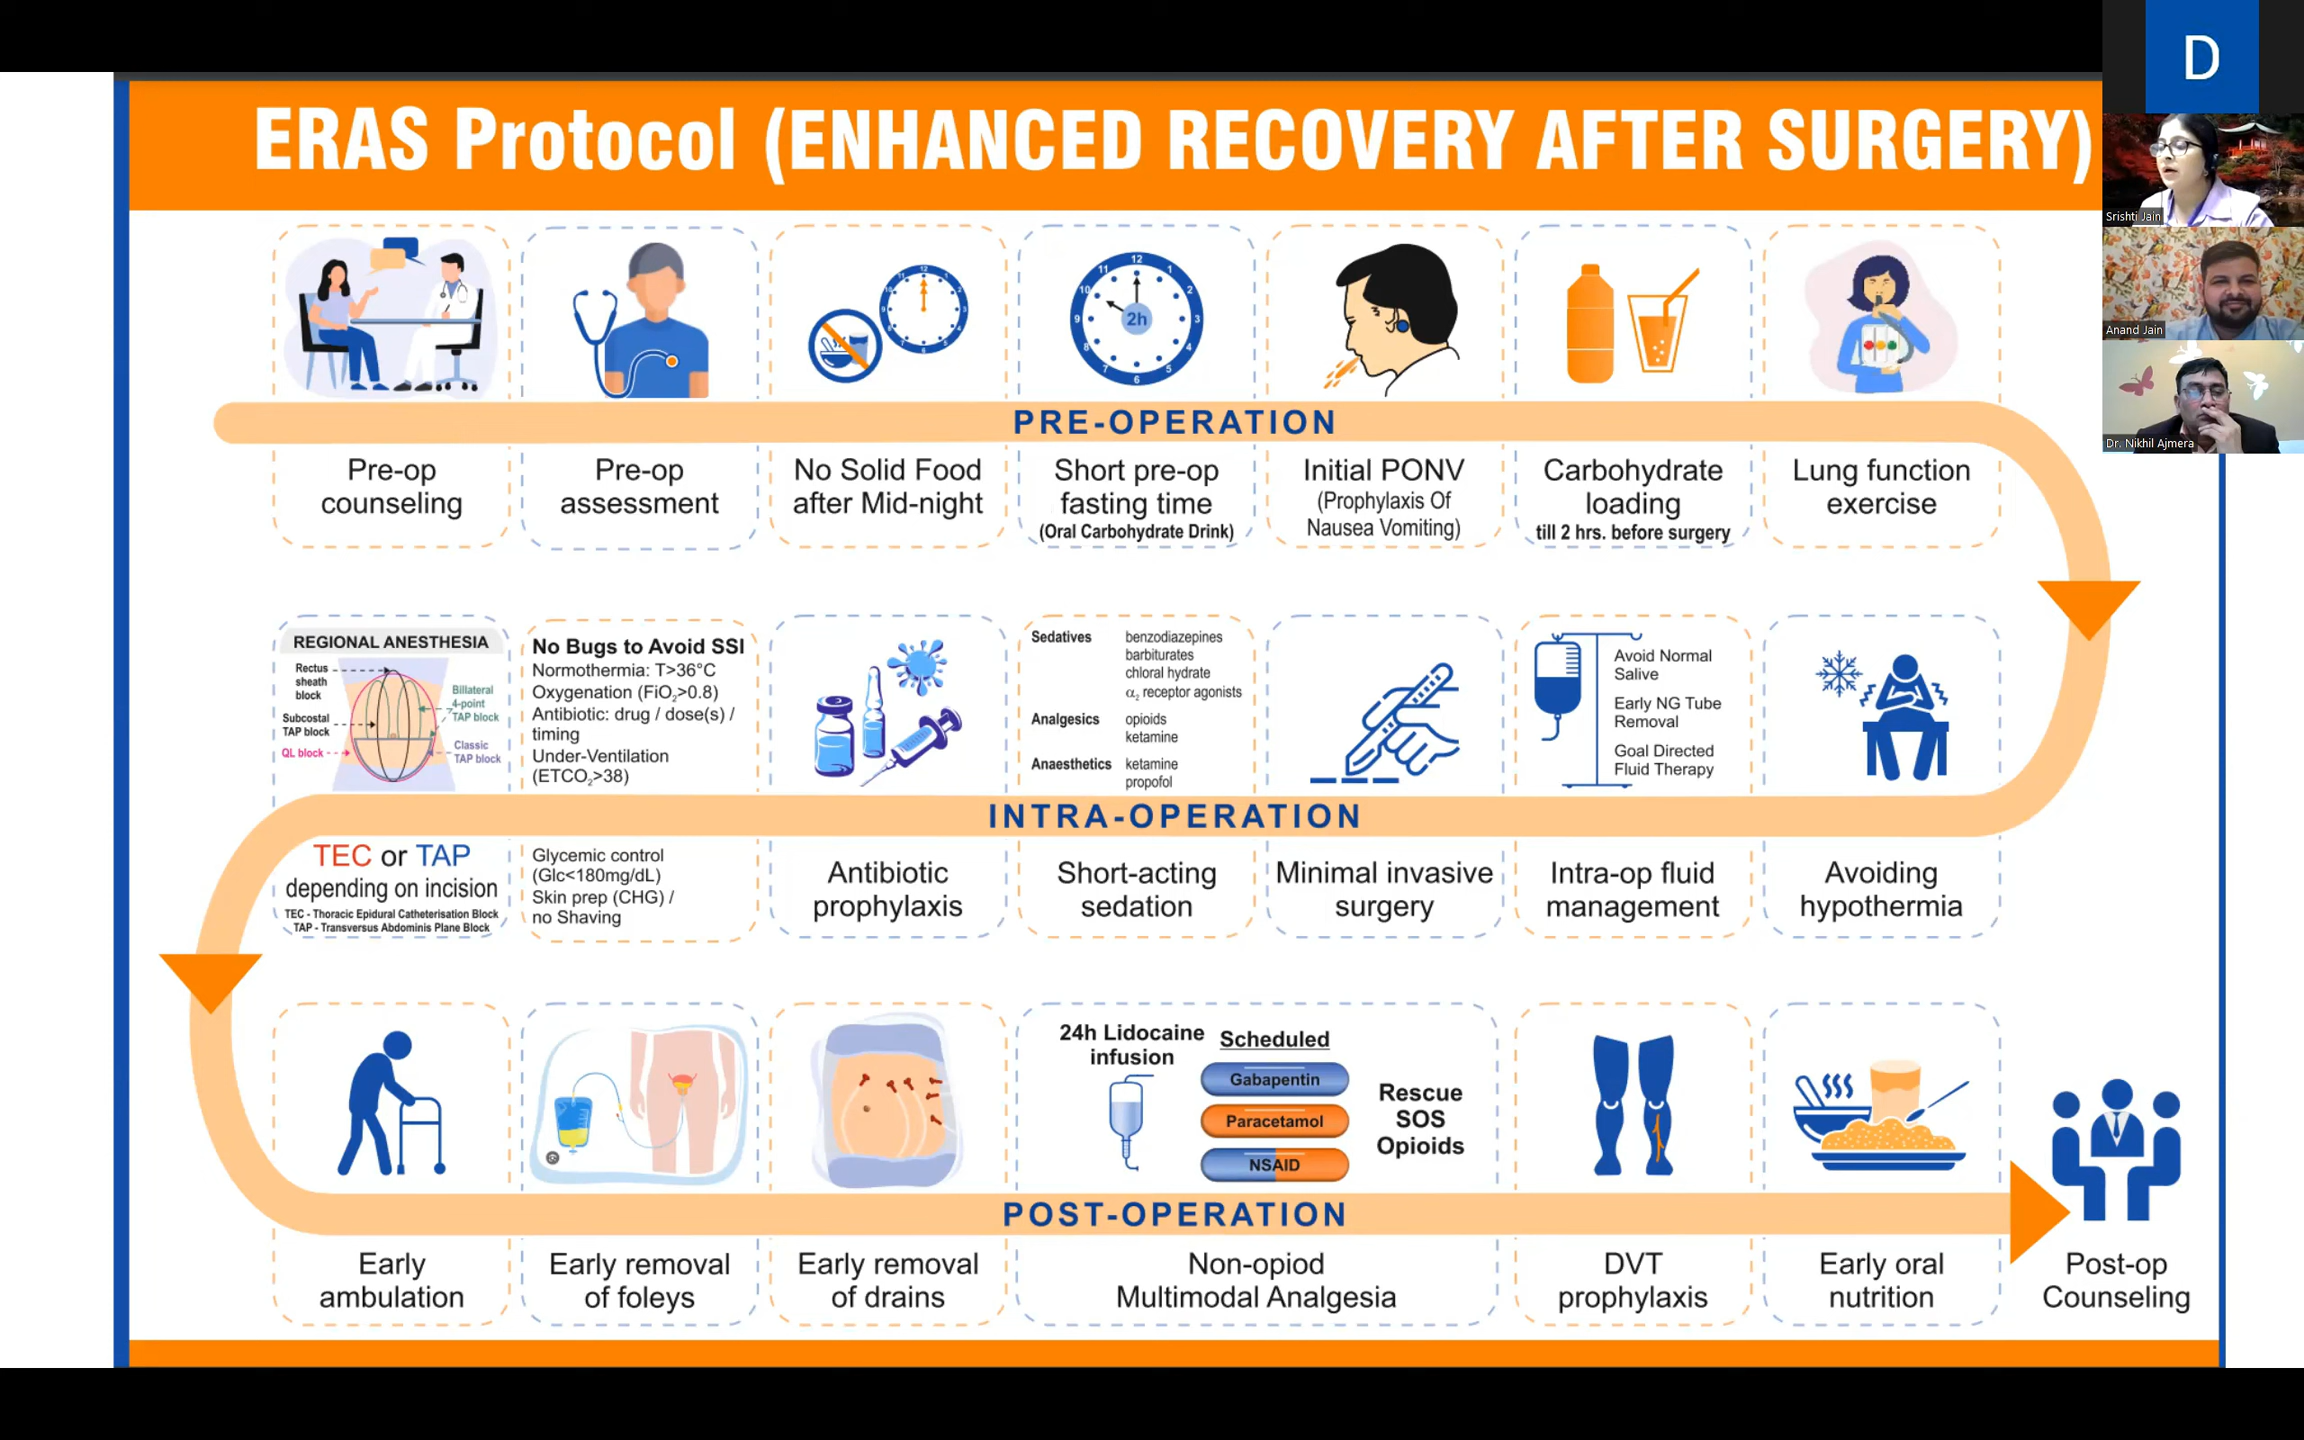 ERAS Protocol (ENHANCED RECOVERY AFTER SURGERY)
D
Srishti Jain
Anand Jain
Dr. Nikhil Ajmera
2h
PRE-OPERATION
Pre-op
counseling
Pre-op
assessment
No Solid Food
after Mid-night
Short pre-op
fasting time
(Oral Carbohydrate Drink)
Initial PONV
(Prophylaxis Of
Nausea Vomiting)
Carbohydrate
loading
till 2 hrs. before surgery
Lung function
exercise
REGIONAL ANESTHESIA
Rectus
sheath
block
Subcostal
TAP block
QL block
Billateral
4-point
TAP block
Classic
TAP block
No Bugs to Avoid SSI
Normothermia: T>36°C
Oxygenation (FiO₂>0.8)
Antibiotic: drug / dose(s) /
timing
Under-Ventilation
(ETCO₂>38)
Sedatives benzodiazepines
barbiturates
chloral hydrate
α₂ receptor agonists
Analgesics opioids
ketamine
Anaesthetics ketamine
propofol
Avoid Normal
Salive
Early NG Tube
Removal
Goal Directed
Fluid Therapy
INTRA-OPERATION
TEC or TAP
depending on incision
TEC - Thoracic Epidural Catheterisation Block
TAP - Transversus Abdominis Plane Block
Glycemic control
(Glc<180mg/dL)
Skin prep (CHG) /
no Shaving
Antibiotic
prophylaxis
Short-acting
sedation
Minimal invasive
surgery
Intra-op fluid
management
Avoiding
hypothermia
24h Lidocaine
infusion
Scheduled
Gabapentin
Paracetamol
NSAID
Rescue
SOS
Opioids
POST-OPERATION
Early
ambulation
Early removal
of foleys
Early removal
of drains
Non-opiod
Multimodal Analgesia
DVT
prophylaxis
Early oral
nutrition
Post-op
Counseling